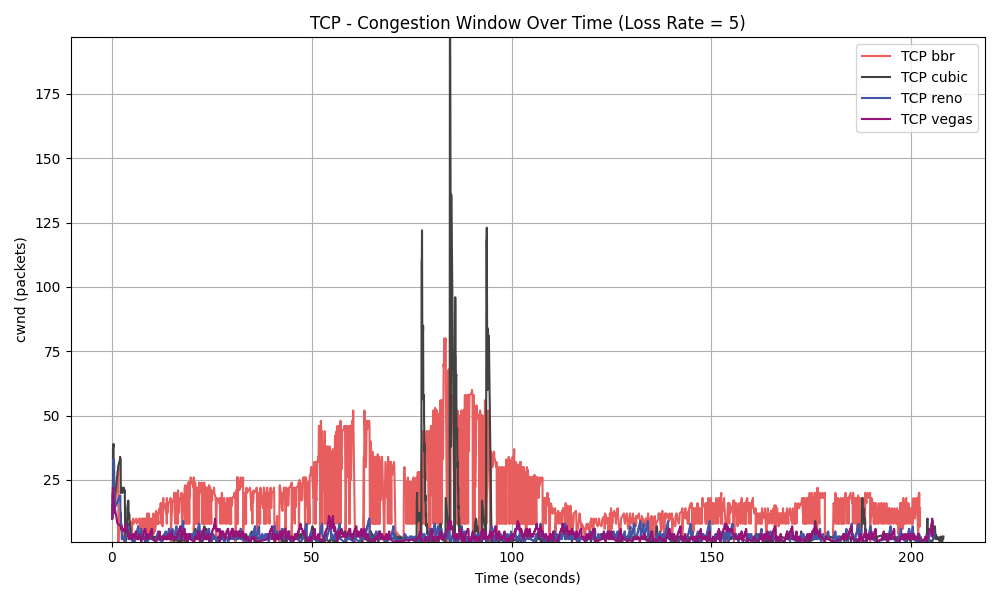 TCP - Congestion Window Over Time (Loss Rate = 5)
TCP bbr
TCP cubic
TCP reno
TCP vegas
cwnd (packets)
175
150
125
100
75
50
25
0
50
100
150
200
Time (seconds)